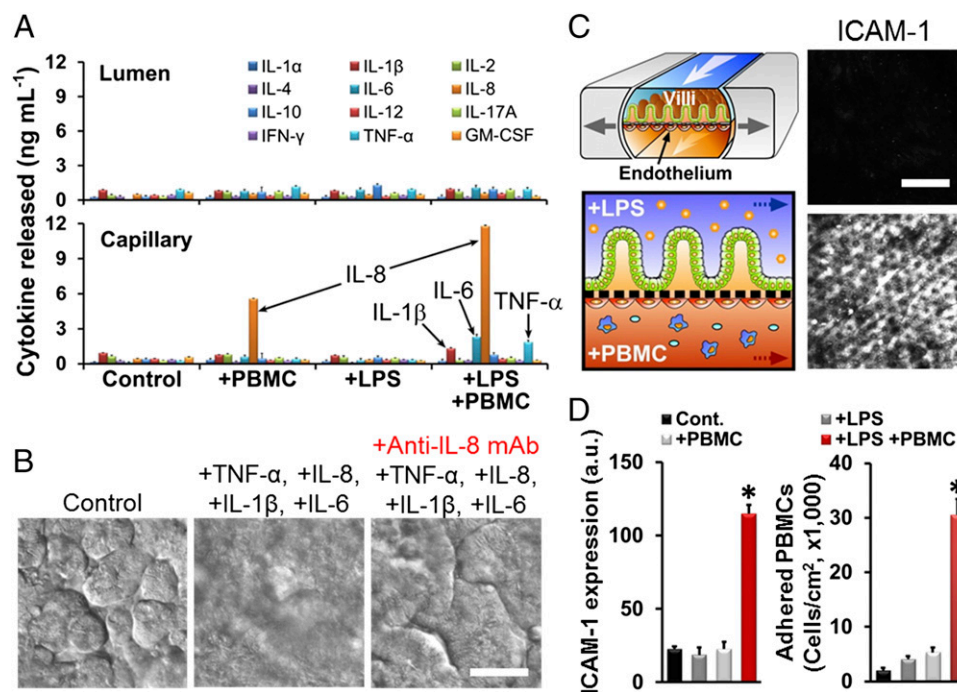 A
Cytokine released (ng mL-1)
Lumen
IL-1α IL-1β IL-2
IL-4 IL-6 IL-8
IL-10 IL-12 IL-17A
IFN-γ TNF-α GM-CSF
12
9
6
3
0
Capillary
12
9
6
3
0
IL-8
IL-1β
IL-6
TNF-α
Control +PBMC +LPS +LPS
+PBMC
B
Control
+TNF-α, +IL-8,
+IL-1β, +IL-6
+Anti-IL-8 mAb
+TNF-α, +IL-8,
+IL-1β, +IL-6
C
Villi
Endothelium
+LPS
+PBMC
ICAM-1
D
Cont. +LPS
+PBMC +LPS +PBMC
ICAM-1 expression (a.u.)
150
100
50
0
*
Adhered PBMCs
(Cells/cm2, x1,000)
40
30
20
10
0
*